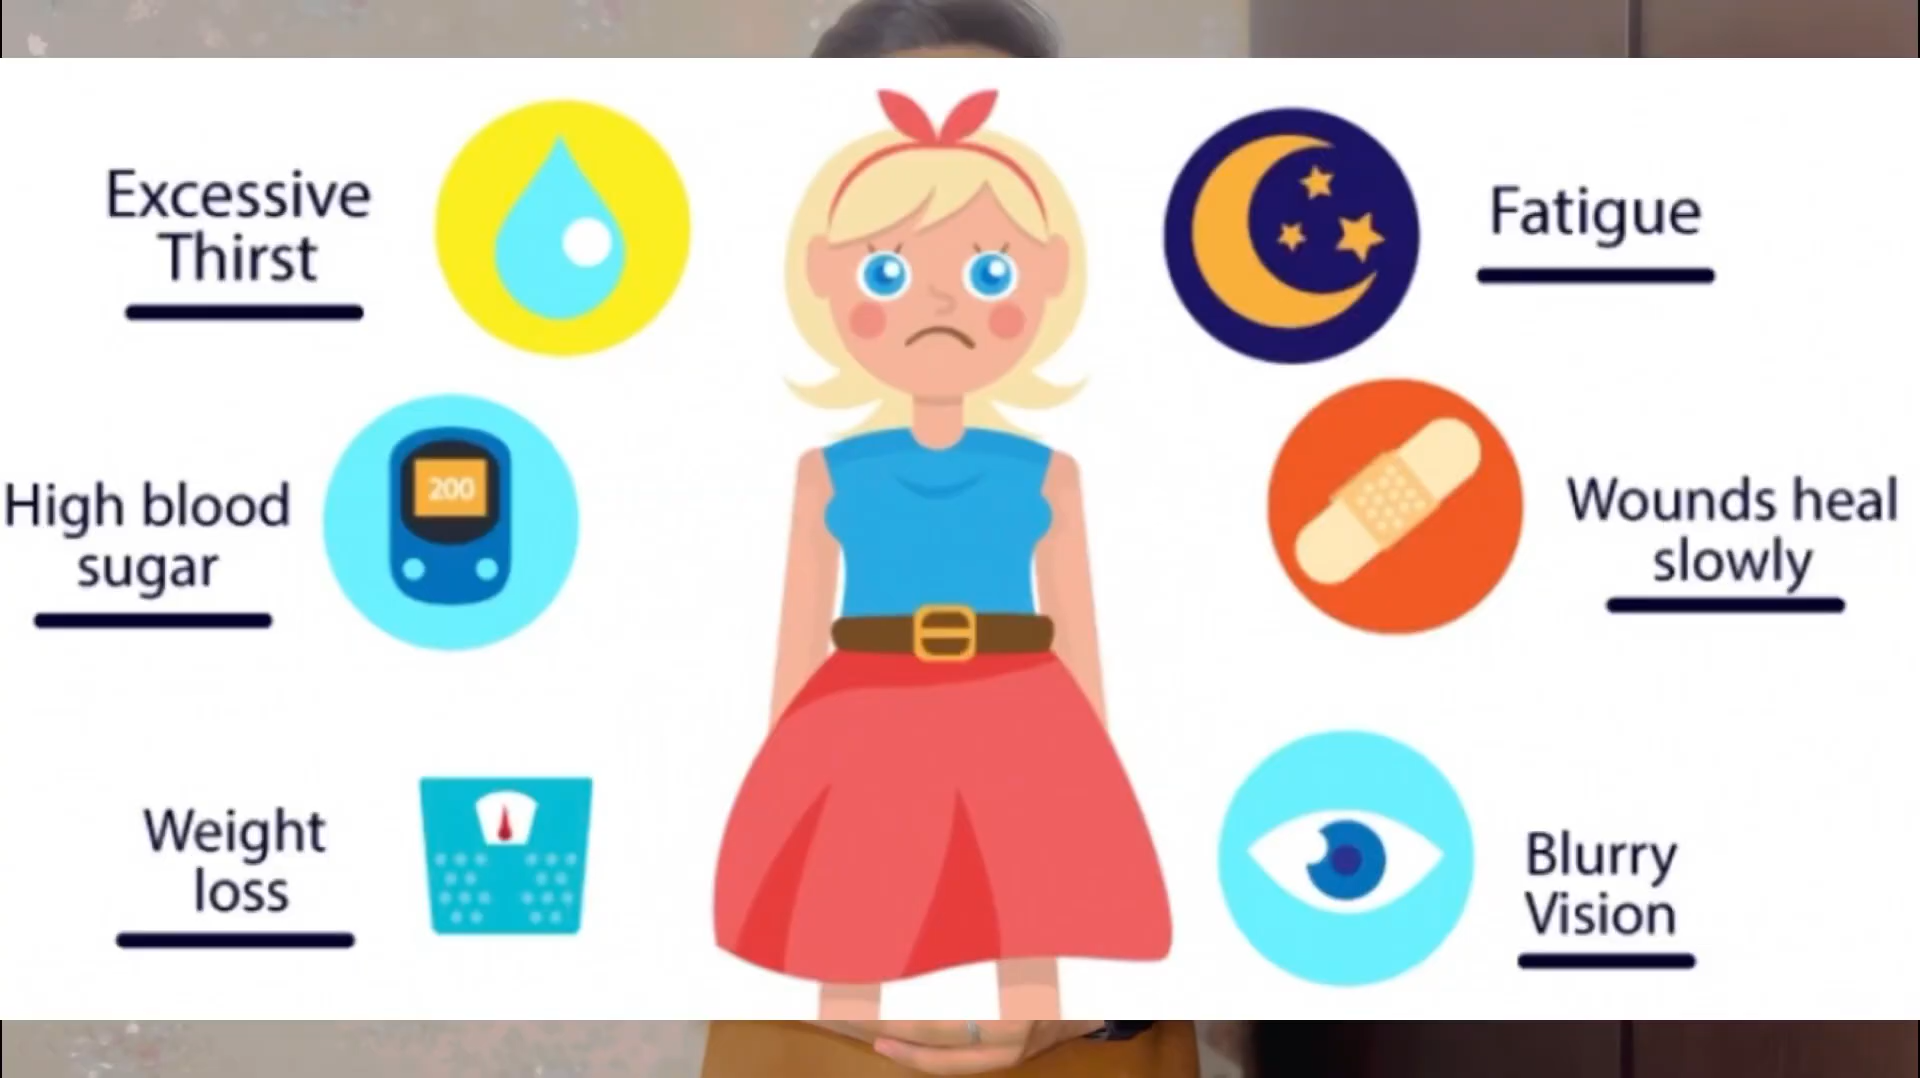 Excessive
Thirst
Fatigue
High blood
sugar
200
Wounds heal
slowly
Weight
loss
Blurry
Vision